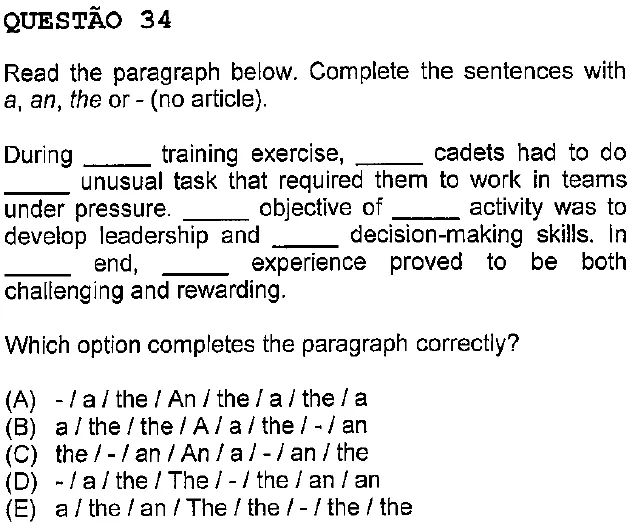 QUESTÃO 34
Read the paragraph below. Complete the sentences with
a, an, the or - (no article).
During _____ training exercise, _____ cadets had to do
_____ unusual task that required them to work in teams
under pressure. _____ objective of _____ activity was to
develop leadership and _____ decision-making skills. In
_____ end, _____ experience proved to be both
challenging and rewarding.
Which option completes the paragraph correctly?
(A) - / a / the / An / the / a / the / a
(B) a / the / the / A / a / the / - / an
(C) the / - / an / An / a / - / an / the
(D) - / a / the / The / - / the / an / an
(E) a / the / an / The / the / - / the / the